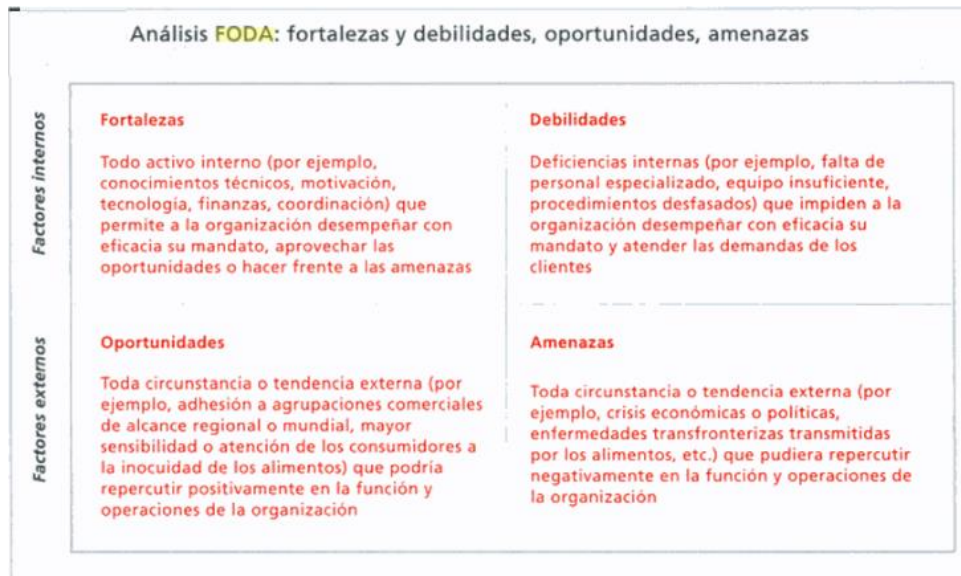 Análisis FODA: fortalezas y debilidades, oportunidades, amenazas
Factores internos
Fortalezas
Todo activo interno (por ejemplo,
conocimientos técnicos, motivación,
tecnología, finanzas, coordinación) que
permite a la organización desempeñar con
eficacia su mandato, aprovechar las
oportunidades o hacer frente a las amenazas
Debilidades
Deficiencias internas (por ejemplo, falta de
personal especializado, equipo insuficiente,
procedimientos desfasados) que impiden a la
organización desempeñar con eficacia su
mandato y atender las demandas de los
clientes
Factores externos
Oportunidades
Toda circunstancia o tendencia externa (por
ejemplo, adhesión a agrupaciones comerciales
de alcance regional o mundial, mayor
sensibilidad o atención de los consumidores a
la inocuidad de los alimentos) que podría
repercutir positivamente en la función y
operaciones de la organización
Amenazas
Toda circunstancia o tendencia externa (por
ejemplo, crisis económicas o políticas,
enfermedades transfronterizas transmitidas
por los alimentos, etc.) que pudiera repercutir
negativamente en la función y operaciones de
la organización